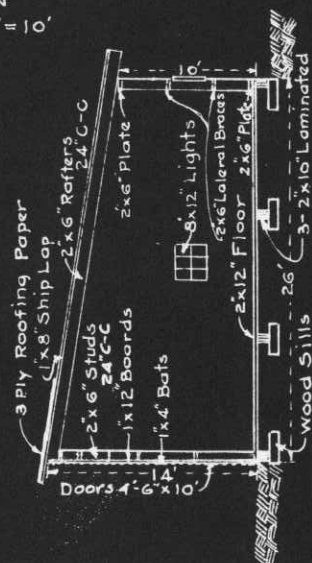 " = 10'
3 Ply Roofing Paper
1"x8" Ship Lap
2"x6" Rafters
24" C-C
2"x6" Studs
24" C-C
1"x12" Boards
1"x4" Bats
14'
Doors 4'-6"x10'
2"x6" Plate
10'
8"x12" Lights
2"x6" Lateral Braces
2"x12" Floor
2"x6" Plate
26'
Wood Sills
3-2"x10" Laminated